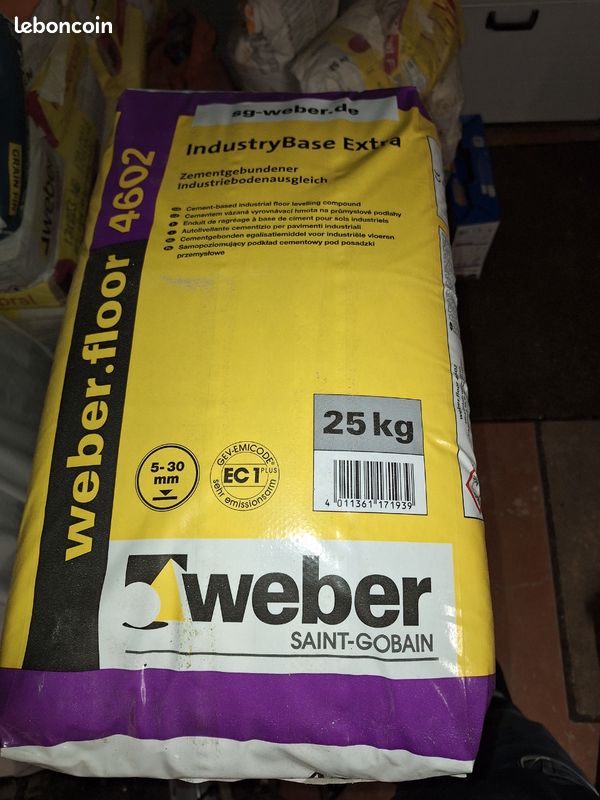 leboncoin
sg-weber.de
IndustryBase Extra
Zementgebundener
Industriebodenausgleich
Cement-based industrial floor levelling compound
Cementem vázaná vyrovnávací hmota na průmyslové podlahy
Enduit de ragréage à base de ciment pour sols industriels
Autolivellante cementizio per pavimenti industriali
Cementgebonden egalisatiemiddel voor industriële vloeren
Samopoziomujący podkład cementowy pod posadzki
przemysłowe
weber.floor 4602
25 kg
4 011361 171939
5-30
mm
GEV-EMICODE
EC 1 PLUS
sehr emissionsarm
weber
SAINT-GOBAIN